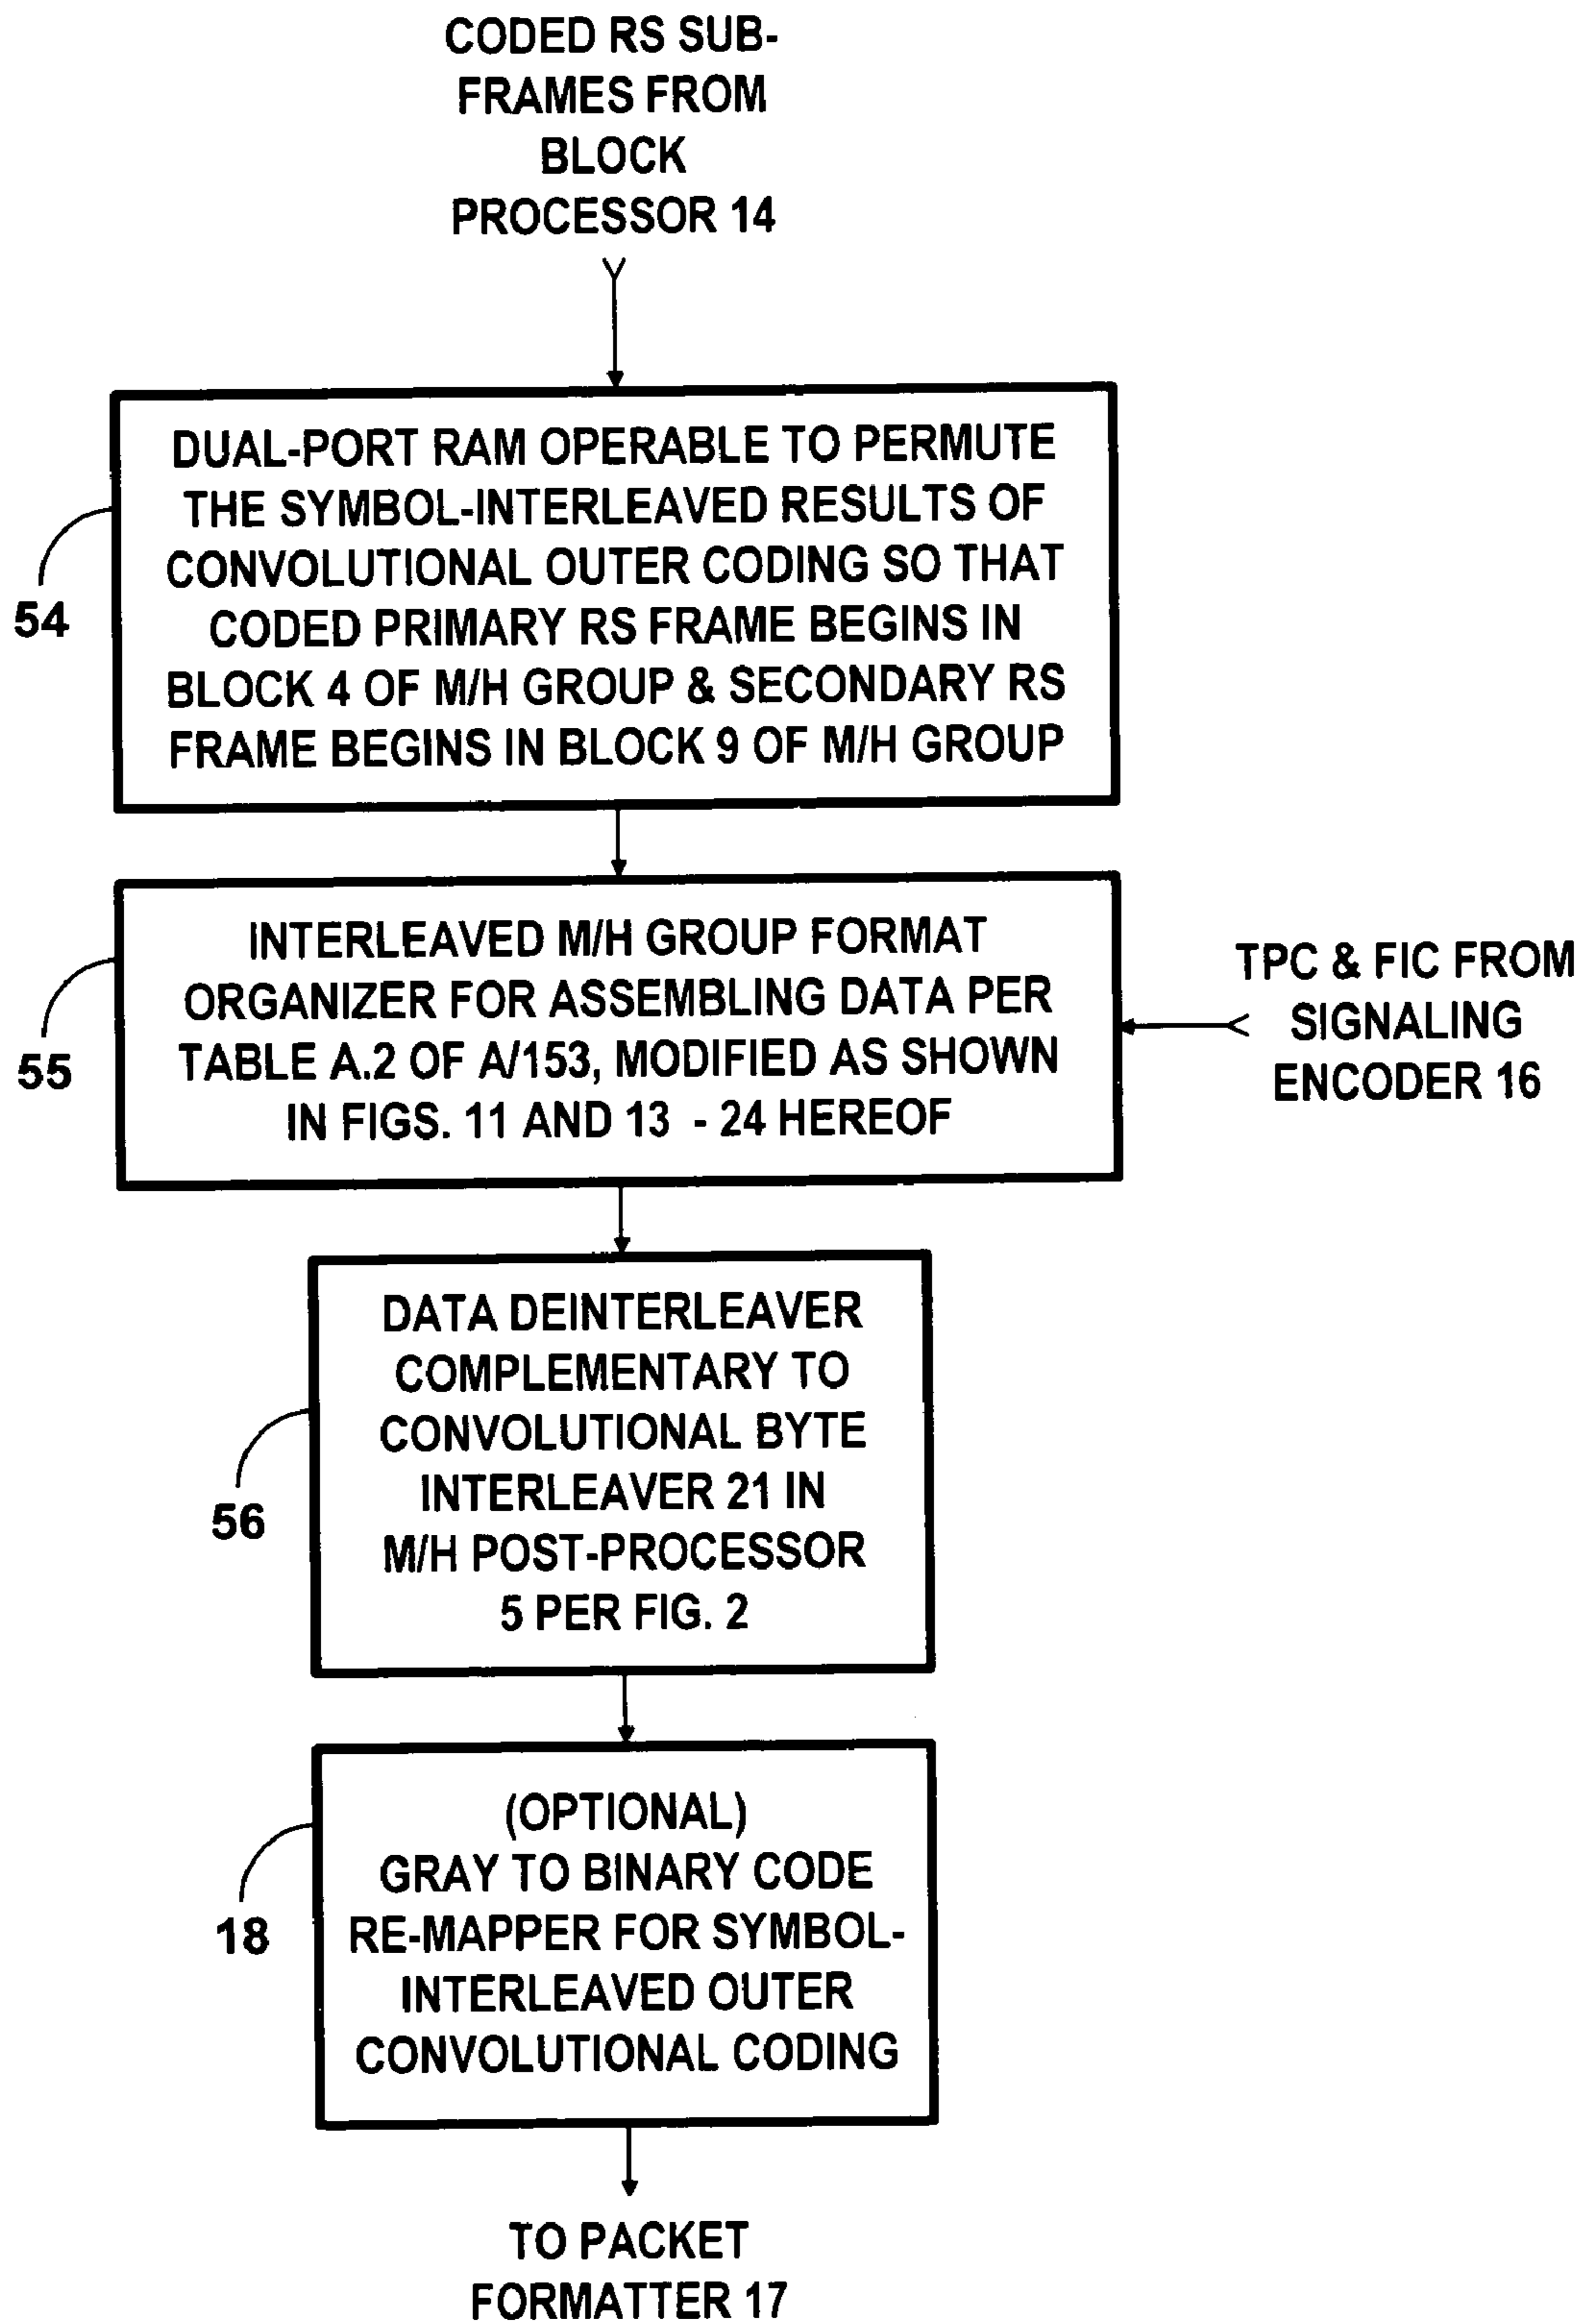 CODED RS SUB-
FRAMES FROM
BLOCK
PROCESSOR 14
DUAL-PORT RAM OPERABLE TO PERMUTE
THE SYMBOL-INTERLEAVED RESULTS OF
CONVOLUTIONAL OUTER CODING SO THAT
CODED PRIMARY RS FRAME BEGINS IN
BLOCK 4 OF M/H GROUP & SECONDARY RS
FRAME BEGINS IN BLOCK 9 OF M/H GROUP
54
INTERLEAVED M/H GROUP FORMAT
ORGANIZER FOR ASSEMBLING DATA PER
TABLE A.2 OF A/153, MODIFIED AS SHOWN
IN FIGS. 11 AND 13 - 24 HEREOF
55
TPC & FIC FROM
SIGNALING
ENCODER 16
DATA DEINTERLEAVER
COMPLEMENTARY TO
CONVOLUTIONAL BYTE
INTERLEAVER 21 IN
M/H POST-PROCESSOR
5 PER FIG. 2
56
(OPTIONAL)
GRAY TO BINARY CODE
RE-MAPPER FOR SYMBOL-
INTERLEAVED OUTER
CONVOLUTIONAL CODING
18
TO PACKET
FORMATTER 17